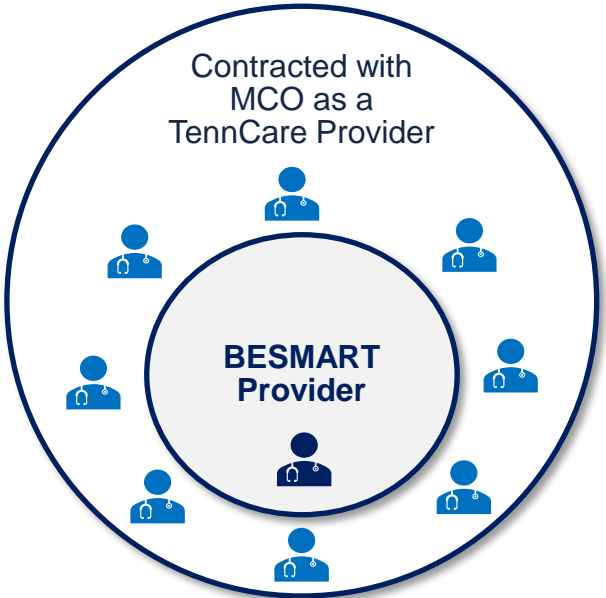 Contracted with
MCO as a
TennCare Provider
BESMART
Provider